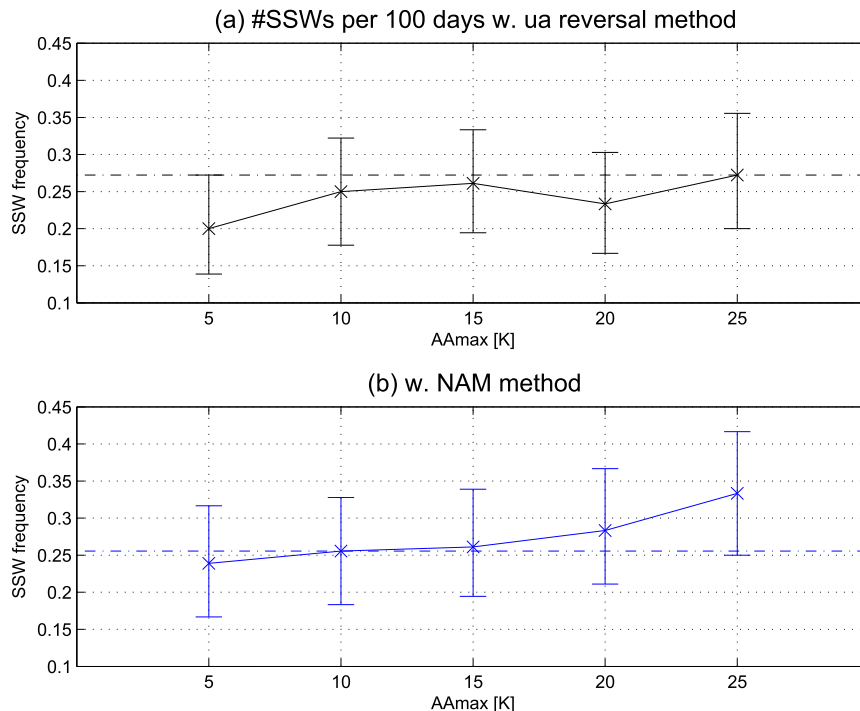 (a) #SSWs per 100 days w. ua reversal method
0.45
0.4
0.35
0.3
0.25
0.2
0.15
0.1
SSW frequency
5 10 15 20 25
AAmax [K]
(b) w. NAM method
0.45
0.4
0.35
0.3
0.25
0.2
0.15
0.1
SSW frequency
5 10 15 20 25
AAmax [K]